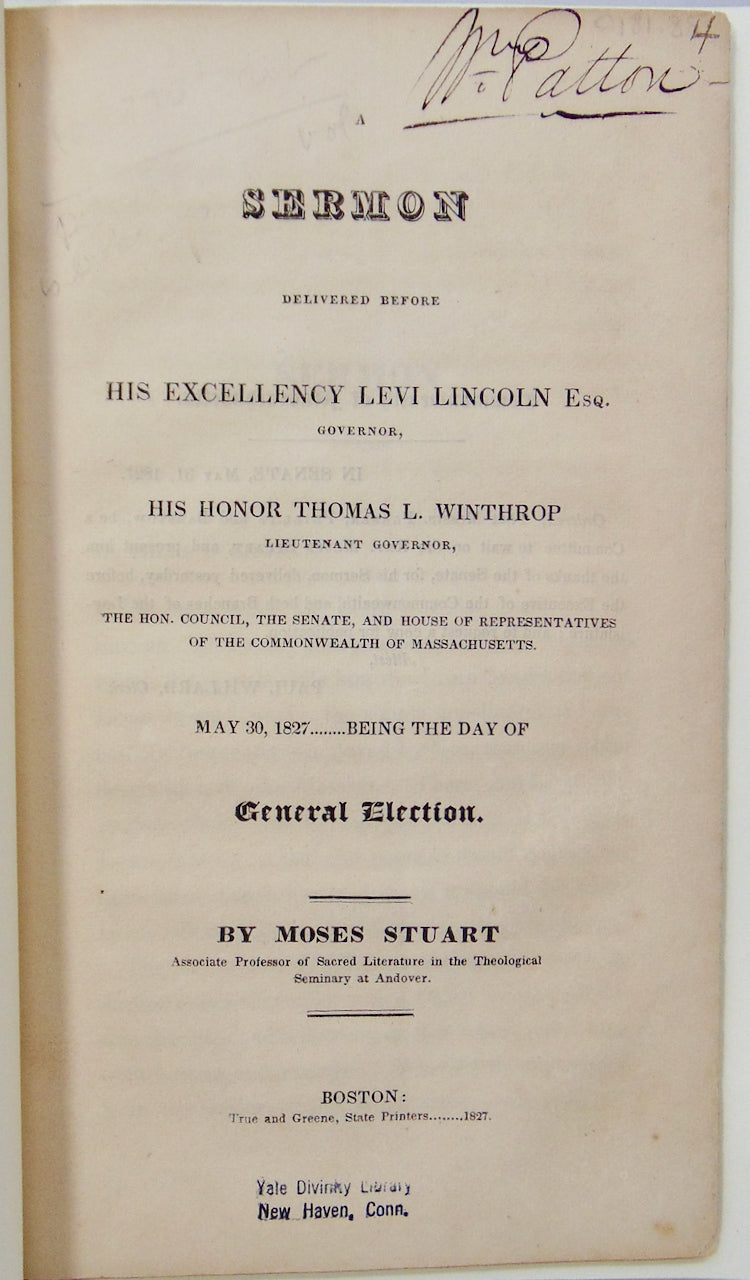 Wm Patton
4
A
SERMON
DELIVERED BEFORE
HIS EXCELLENCY LEVI LINCOLN Esq.
GOVERNOR,
HIS HONOR THOMAS L. WINTHROP
LIEUTENANT GOVERNOR,
THE HON. COUNCIL, THE SENATE, AND HOUSE OF REPRESENTATIVES
OF THE COMMONWEALTH OF MASSACHUSETTS.
MAY 30, 1827........BEING THE DAY OF
General Election.
BY MOSES STUART
Associate Professor of Sacred Literature in the Theological
Seminary at Andover.
BOSTON:
True and Greene, State Printers........1827.
Yale Divinity Library
New Haven, Conn.